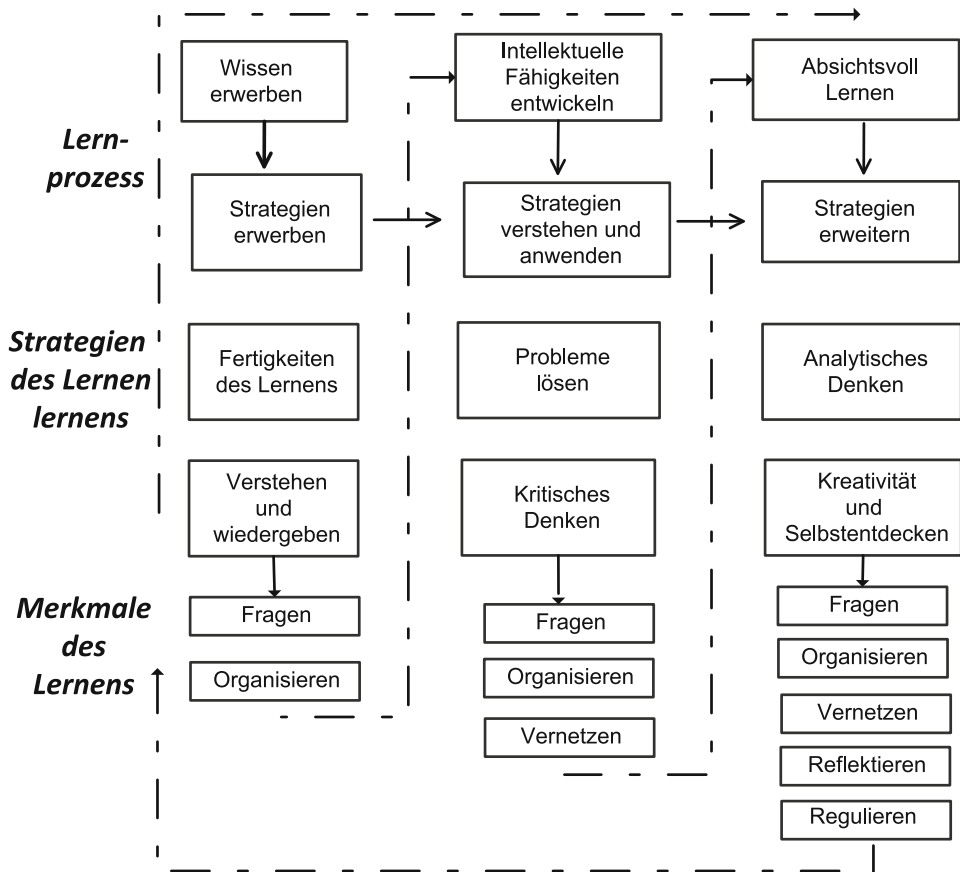 Lern-
prozess
Wissen
erwerben
Intellektuelle
Fähigkeiten
entwickeln
Absichtsvoll
Lernen
Strategien
erwerben
Strategien
verstehen und
anwenden
Strategien
erweitern
Strategien
des Lernen
lernens
Fertigkeiten
des Lernens
Probleme
lösen
Analytisches
Denken
Verstehen
und
wiedergeben
Kritisches
Denken
Kreativität
und
Selbstentdecken
Merkmale
des
Lernens
Fragen
Organisieren
Fragen
Organisieren
Vernetzen
Fragen
Organisieren
Vernetzen
Reflektieren
Regulieren